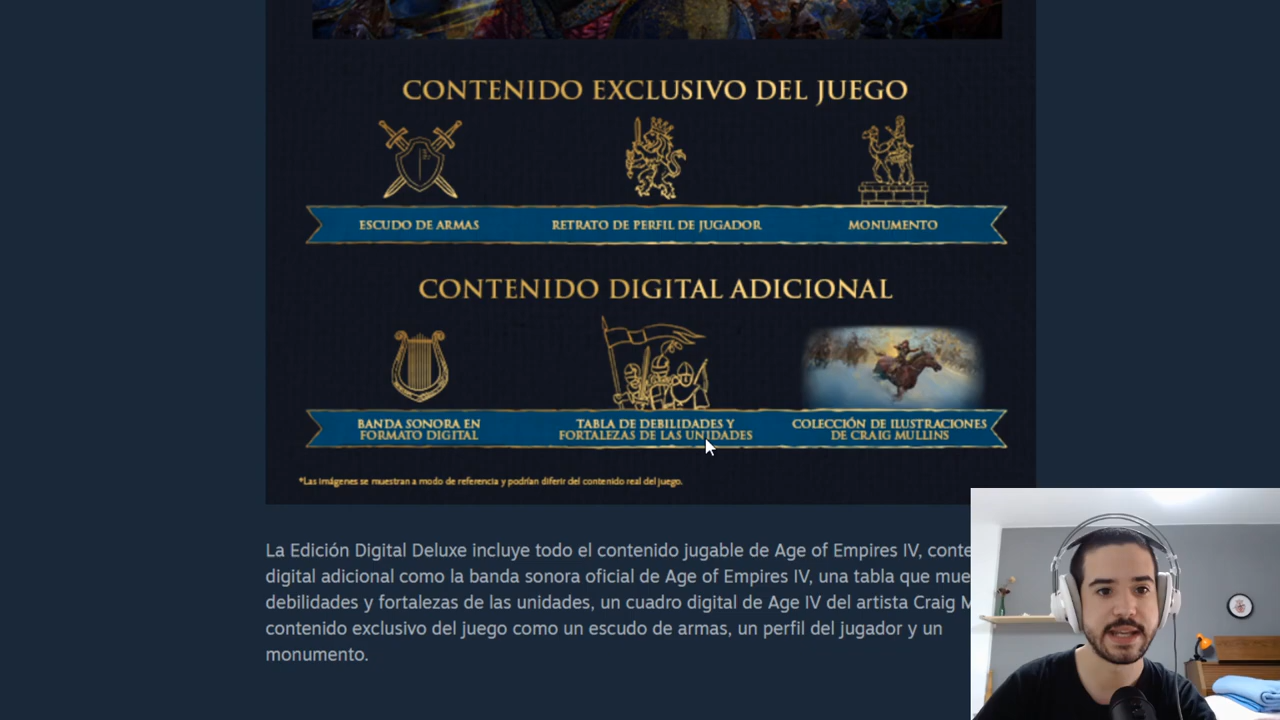 CONTENIDO EXCLUSIVO DEL JUEGO
ESCUDO DE ARMAS
RETRATO DE PERFIL DE JUGADOR
MONUMENTO
CONTENIDO DIGITAL ADICIONAL
BANDA SONORA EN
FORMATO DIGITAL
TABLA DE DEBILIDADES Y
FORTALEZAS DE LAS UNIDADES
COLECCIÓN DE ILUSTRACIONES
DE CRAIG MULLINS
*Las imágenes se muestran a modo de referencia y podrían diferir del contenido real del juego.
La Edición Digital Deluxe incluye todo el contenido jugable de Age of Empires IV, conte
digital adicional como la banda sonora oficial de Age of Empires IV, una tabla que mue
debilidades y fortalezas de las unidades, un cuadro digital de Age IV del artista Craig M
contenido exclusivo del juego como un escudo de armas, un perfil del jugador y un
monumento.